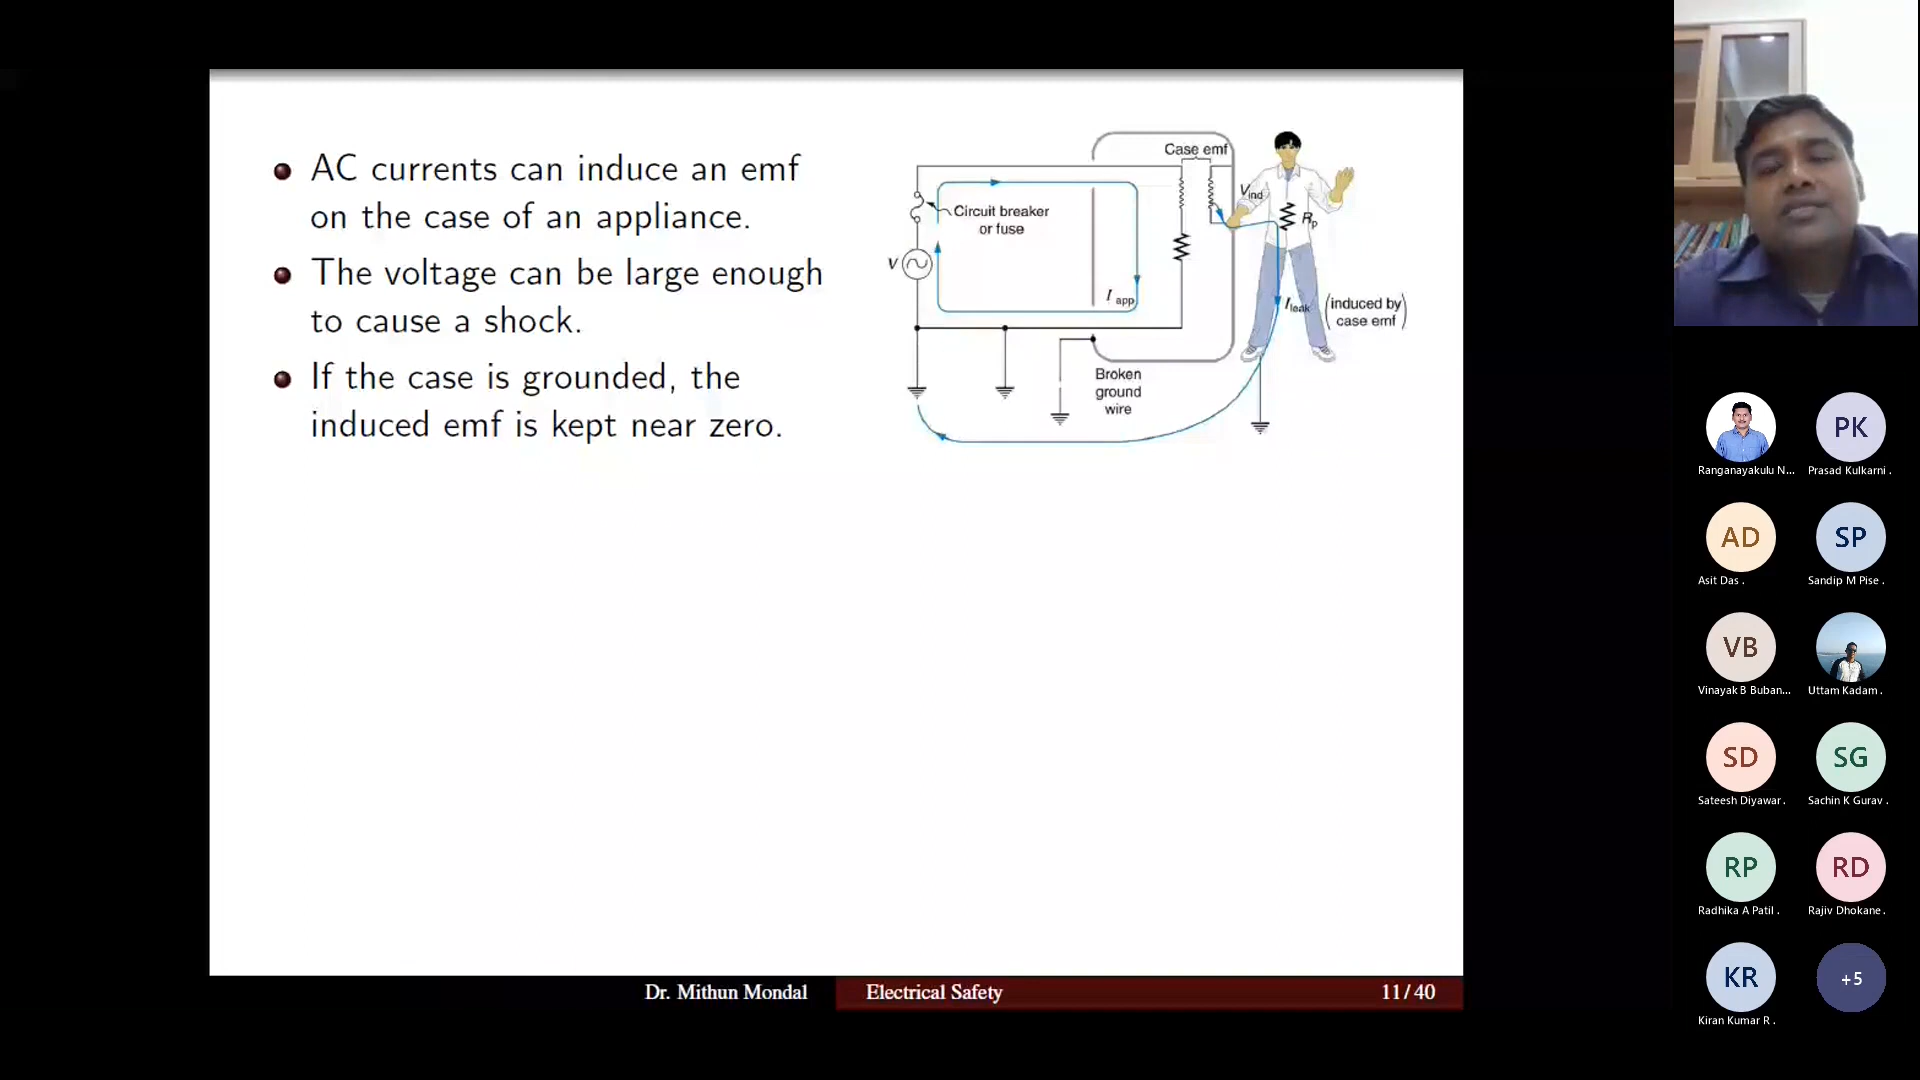 AC currents can induce an emf
on the case of an appliance.
The voltage can be large enough
to cause a shock.
If the case is grounded, the
induced emf is kept near zero.
Case emf
Circuit breaker
or fuse
V
V ind
R p
I app
I leak
(induced by
case emf)
Broken
ground
wire
Dr. Mithun Mondal
Electrical Safety
11/40
Ranganayakulu N...
PK
Prasad Kulkarni .
AD
Asit Das .
SP
Sandip M Pise .
VB
Vinayak B Buban...
Uttam Kadam .
SD
Sateesh Diyawar .
SG
Sachin K Gurav .
RP
Radhika A Patil .
RD
Rajiv Dhokane .
KR
Kiran Kumar R .
+5